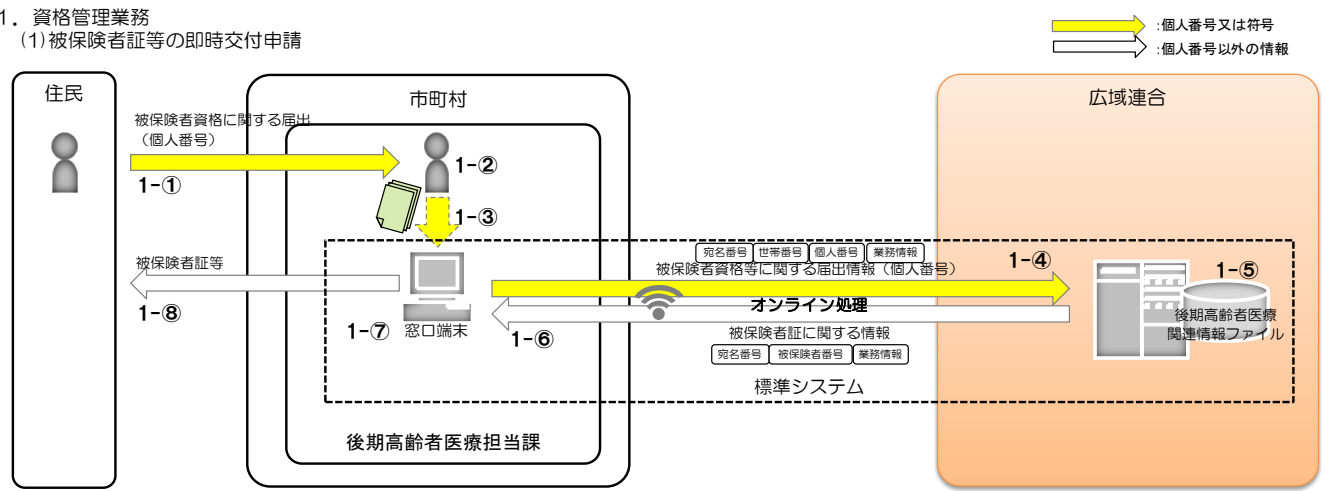 1．資格管理業務
(1)被保険者証等の即時交付申請
:個人番号又は符号
:個人番号以外の情報
住民
市町村
広域連合
被保険者資格に関する届出
（個人番号）
1-①
1-②
1-③
宛名番号 世帯番号 個人番号 業務情報
被保険者資格等に関する届出情報（個人番号）
1-④
1-⑤
被保険者証等
1-⑧
オンライン処理
1-⑦
窓口端末
1-⑥
被保険者証に関する情報
宛名番号 被保険者番号 業務情報
後期高齢者医療
関連情報ファイル
標準システム
後期高齢者医療担当課